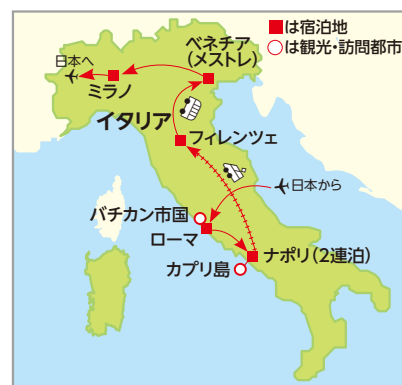 ■は宿泊地
○は観光・訪問都市
日本へ
ベネチア
(メストレ)
ミラノ
イタリア
フィレンツェ
日本から
バチカン市国
ローマ
ナポリ(2連泊)
カプリ島